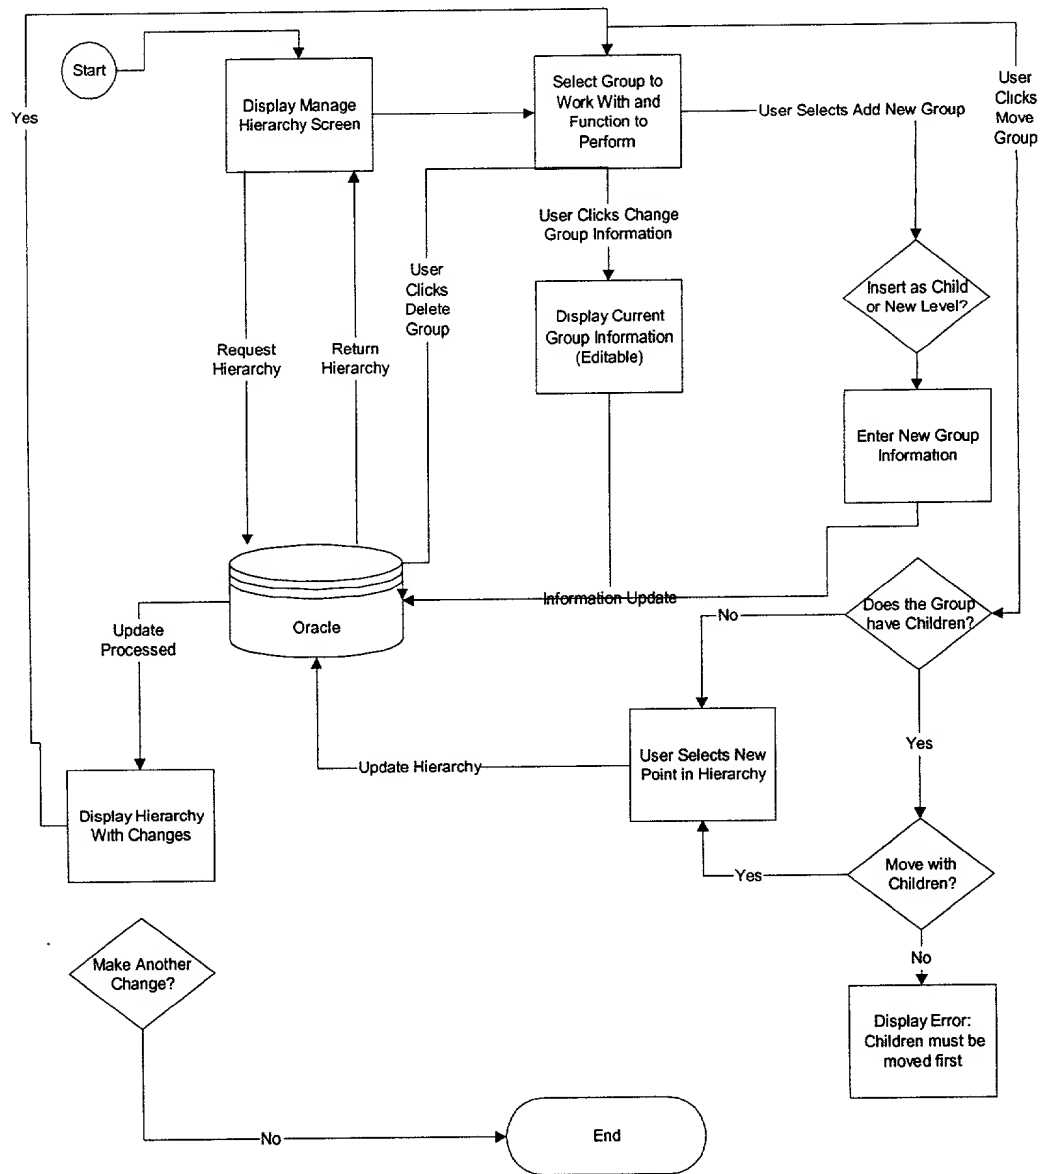 Start
Display Manage
Hierarchy Screen
Select Group to
Work With and
Function to
Perform
User Selects Add New Group
User
Clicks
Move
Group
Yes
User Clicks Change
Group Information
User
Clicks
Delete
Group
Insert as Child
or New Level?
Display Current
Group Information
(Editable)
Request
Hierarchy
Return
Hierarchy
Enter New Group
Information
Information Update
Does the Group
have Children?
No
Oracle
Update
Processed
Yes
User Selects New
Point in Hierarchy
Update Hierarchy
Display Hierarchy
With Changes
Move with
Children?
Yes
No
Make Another
Change?
Display Error:
Children must be
moved first
No
End